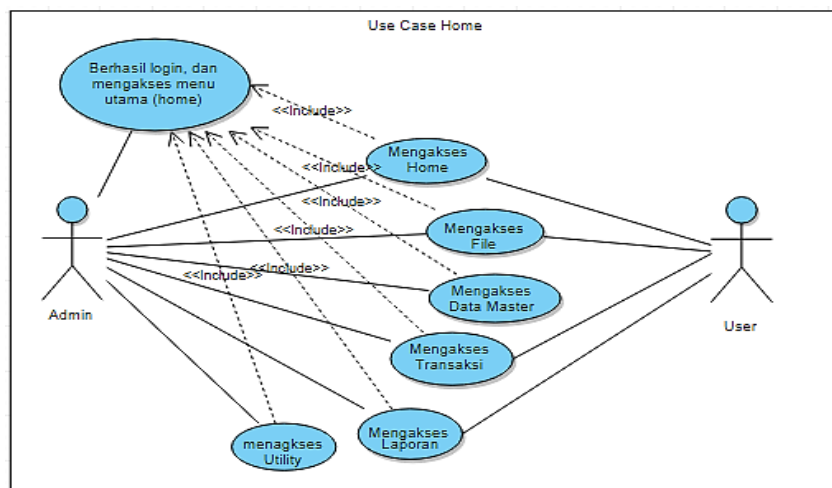 Use Case Home
Berhasil login, dan
mengakses menu
utama (home)
<<Include>>
Mengakses
Home
<<Include>>
<<Include>>
Mengakses
File
<<Include>>
<<Include>>
<<Include>>
Mengakses
Data Master
Admin
User
Mengakses
Transaksi
menagkses
Utility
Mengakses
Laporan